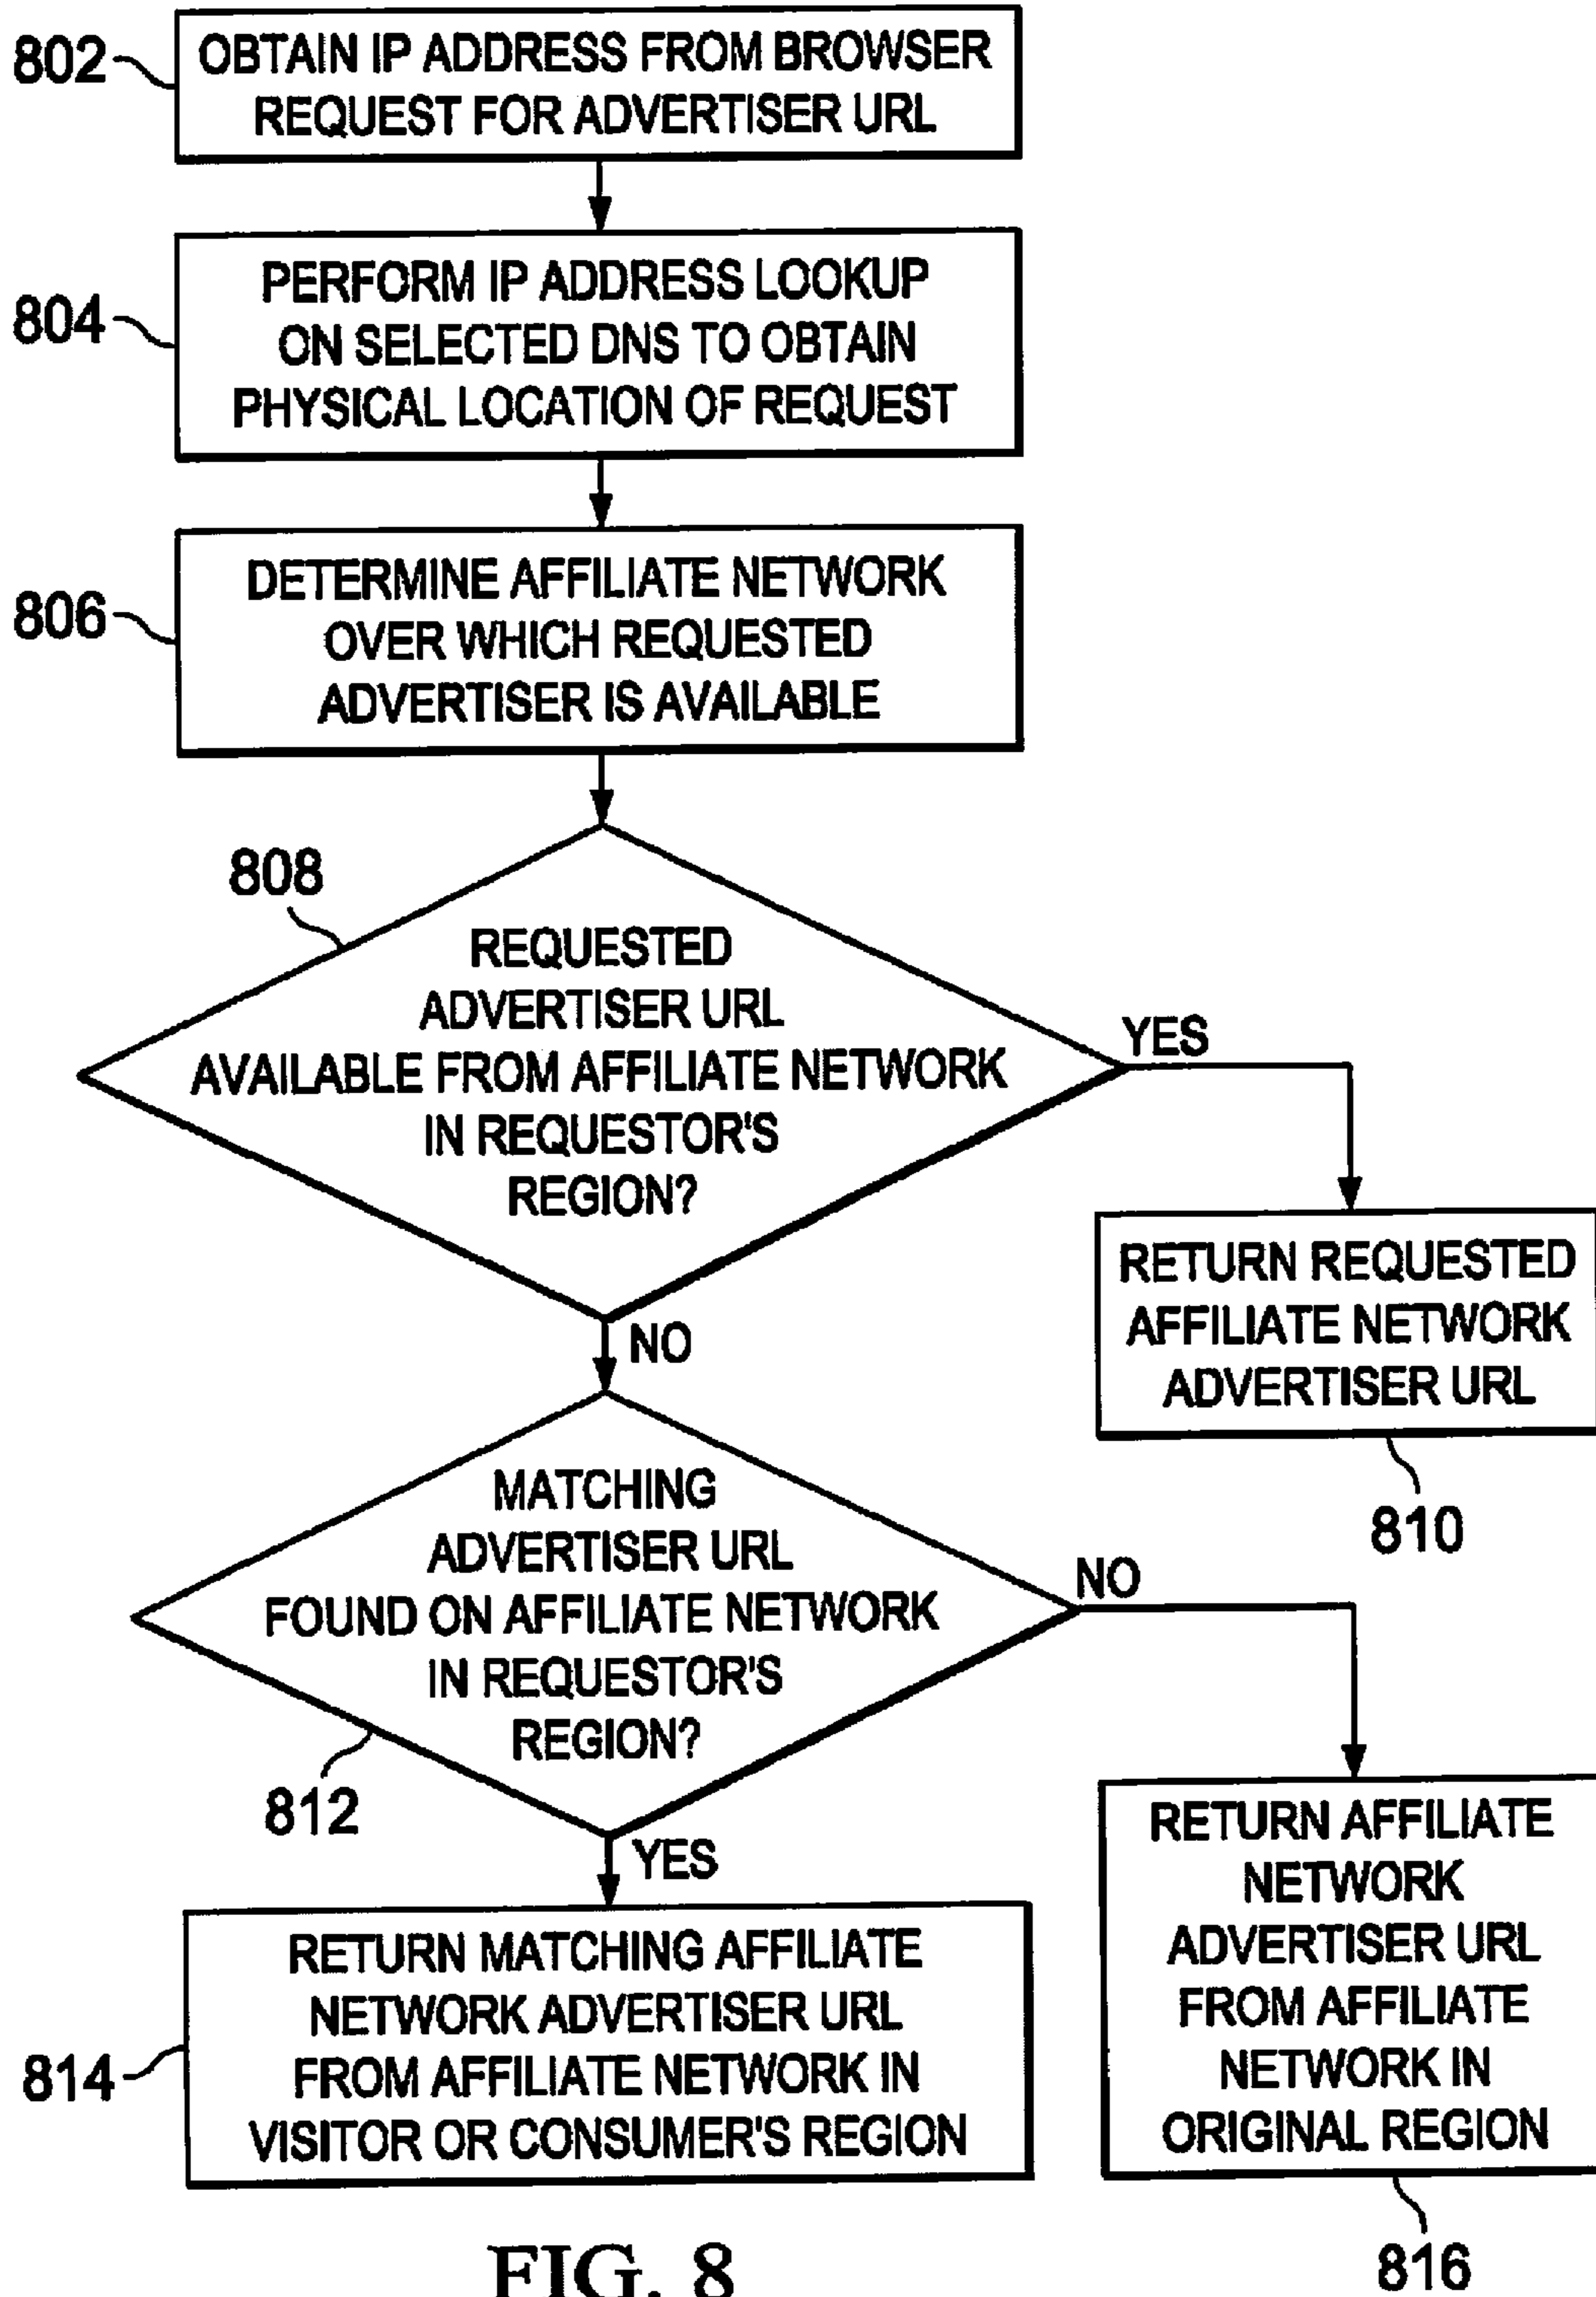 802
OBTAIN IP ADDRESS FROM BROWSER
REQUEST FOR ADVERTISER URL
804
PERFORM IP ADDRESS LOOKUP
ON SELECTED DNS TO OBTAIN
PHYSICAL LOCATION OF REQUEST
806
DETERMINE AFFILIATE NETWORK
OVER WHICH REQUESTED
ADVERTISER IS AVAILABLE
808
REQUESTED
ADVERTISER URL
AVAILABLE FROM AFFILIATE NETWORK
IN REQUESTOR'S
REGION?
YES
RETURN REQUESTED
AFFILIATE NETWORK
ADVERTISER URL
810
NO
MATCHING
ADVERTISER URL
FOUND ON AFFILIATE NETWORK
IN REQUESTOR'S
REGION?
812
NO
RETURN AFFILIATE
NETWORK
ADVERTISER URL
FROM AFFILIATE
NETWORK IN
ORIGINAL REGION
816
YES
RETURN MATCHING AFFILIATE
NETWORK ADVERTISER URL
FROM AFFILIATE NETWORK IN
VISITOR OR CONSUMER'S REGION
814
FIG. 8